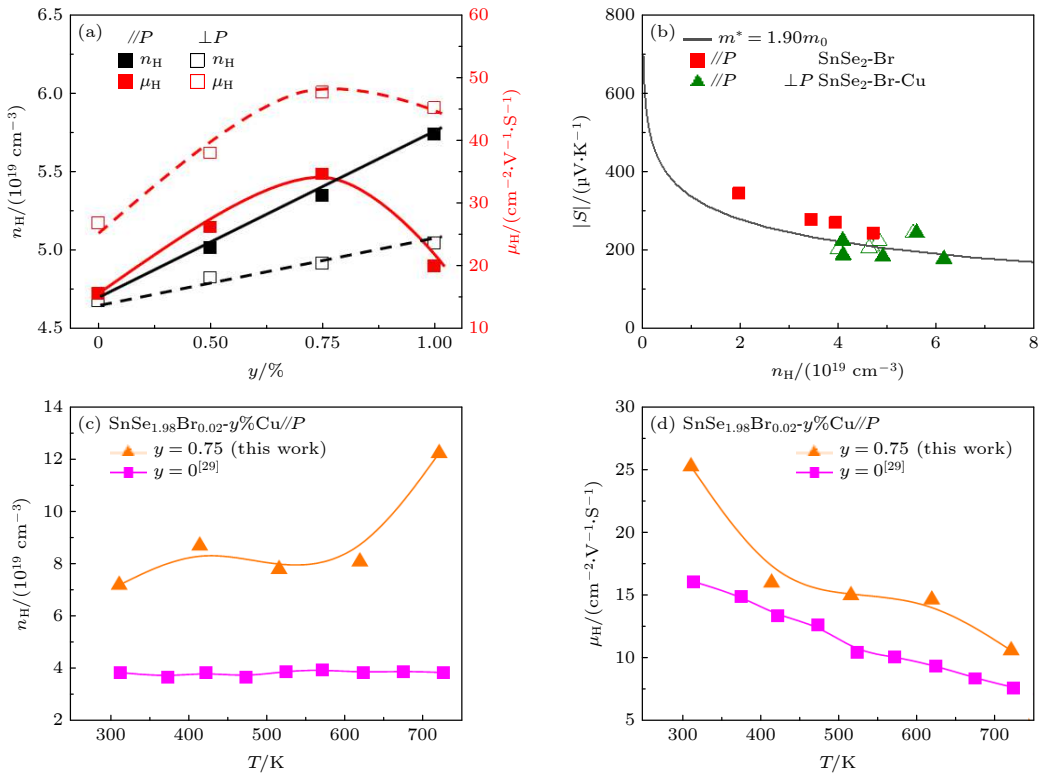 (a)
//P ⊥P
n_H n_H
μ_H μ_H
6.5
6.0
5.5
5.0
4.5
n_H/(10^19 cm^−3)
60
50
40
30
20
10
μ_H/(cm^−2·V^−1·S^−1)
0 0.50 0.75 1.00
y/%
(b)
m* = 1.90m_0
//P SnSe_2-Br
//P ⊥P SnSe_2-Br-Cu
800
600
400
200
0
|S|/(μV·K^−1)
0 2 4 6 8
n_H/(10^19 cm^−3)
(c) SnSe_1.98Br_0.02-y%Cu//P
y = 0.75 (this work)
y = 0^[29]
14
12
10
8
6
4
2
n_H/(10^19 cm^−3)
300 400 500 600 700
T/K
(d) SnSe_1.98Br_0.02-y%Cu//P
y = 0.75 (this work)
y = 0^[29]
30
25
20
15
10
5
μ_H/(cm^−2·V^−1·S^−1)
300 400 500 600 700
T/K